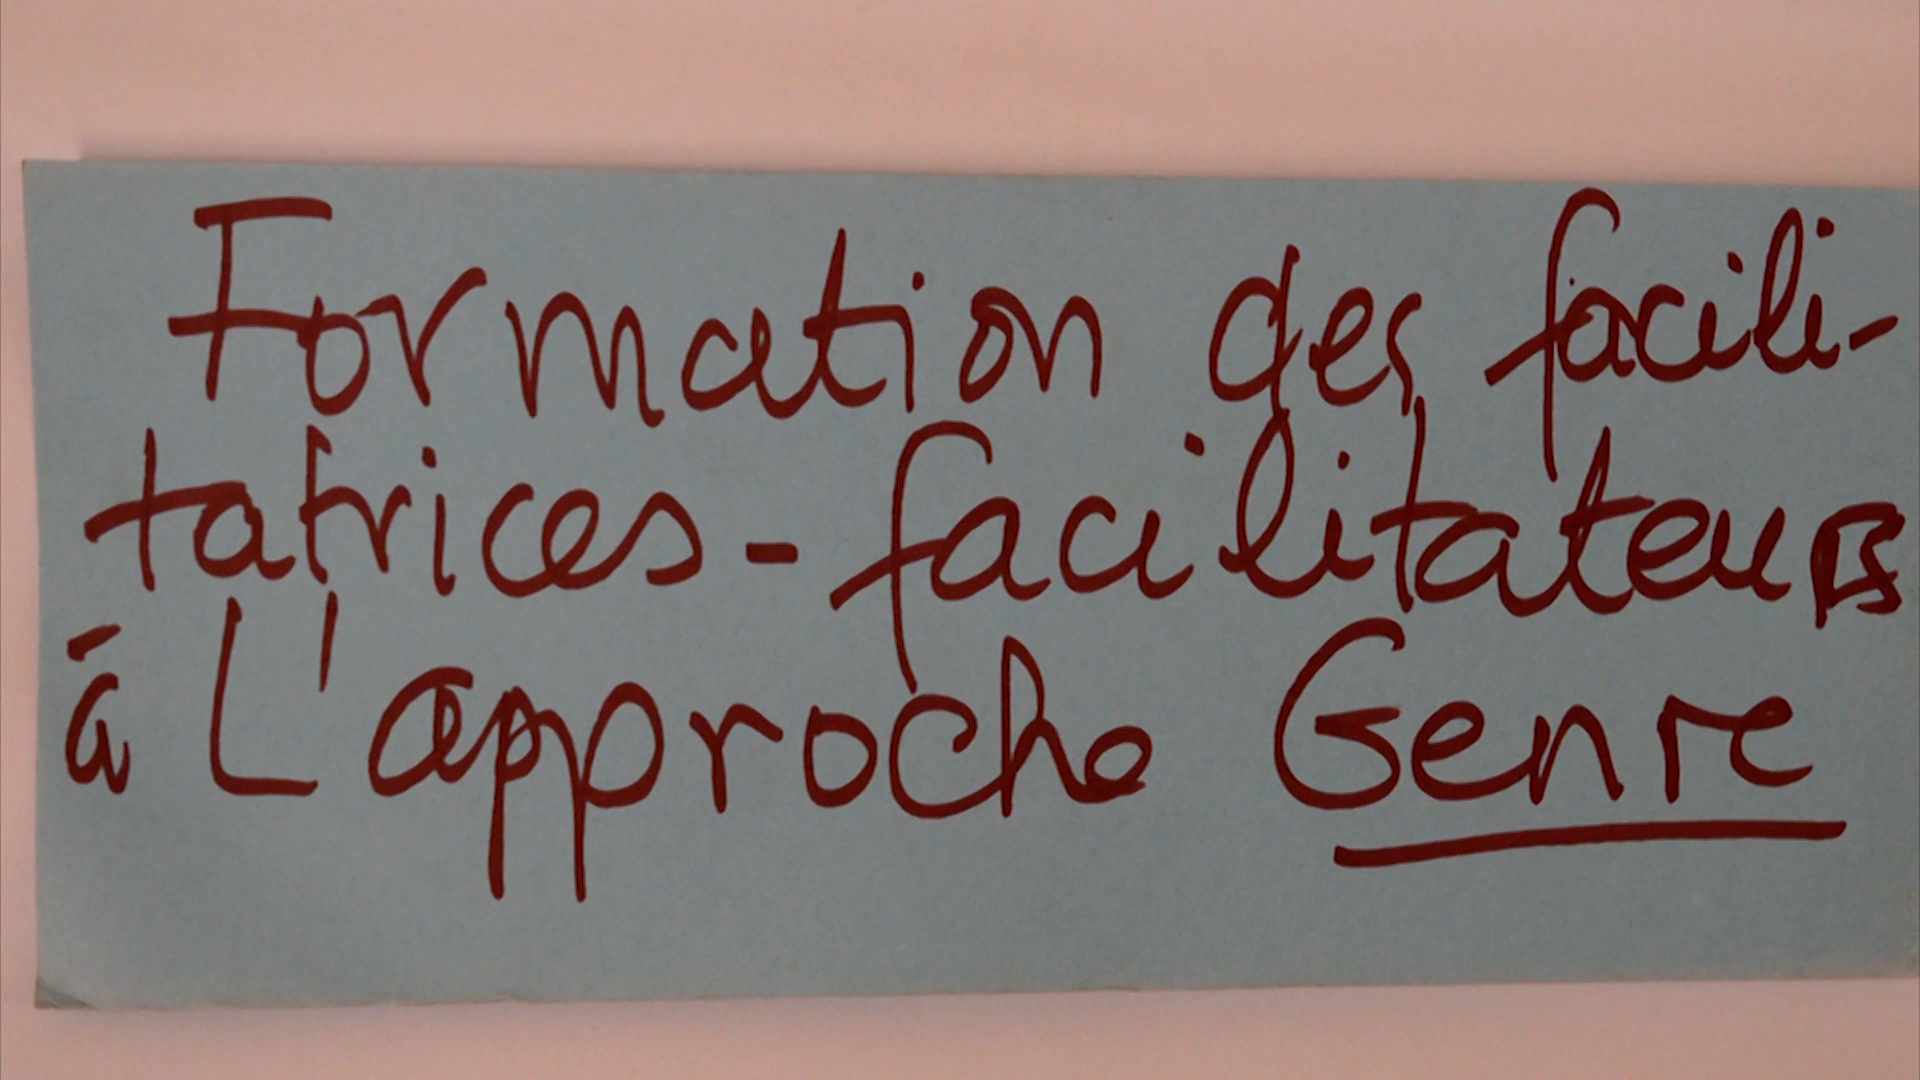 Formation des facili-
tatrices - facilitateurs
à L'approche Genre